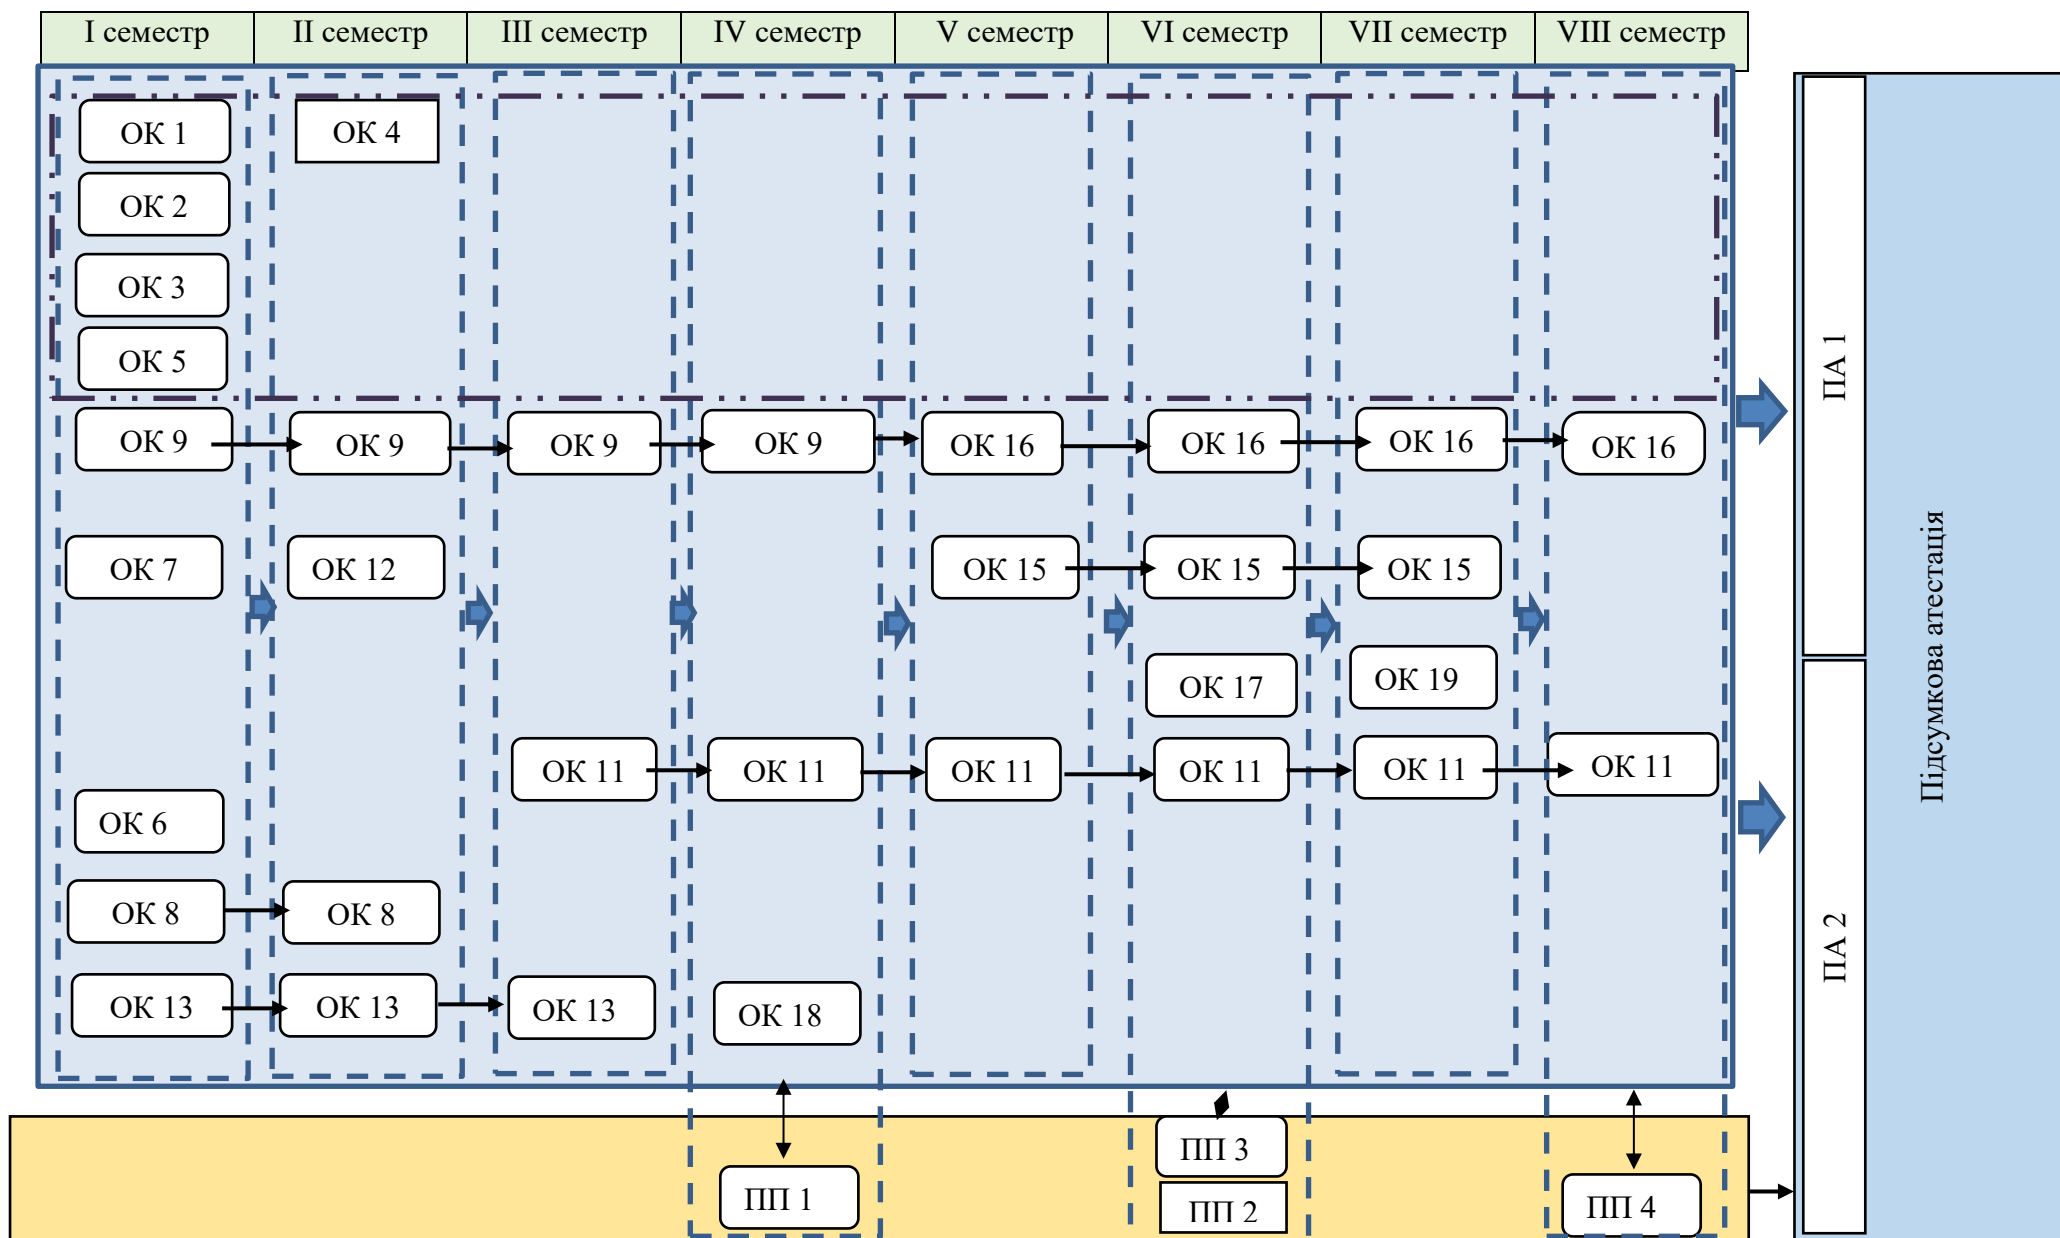 I семестр
II семестр
III семестр
IV семестр
V семестр
VI семестр
VII семестр
VIII семестр
ОК 1
ОК 4
ОК 2
ОК 3
ОК 5
ОК 9
ОК 9
ОК 9
ОК 9
ОК 16
ОК 16
ОК 16
ОК 16
ОК 7
ОК 12
ОК 15
ОК 15
ОК 15
ОК 17
ОК 19
ОК 11
ОК 11
ОК 11
ОК 11
ОК 11
ОК 11
ОК 6
ОК 8
ОК 8
ОК 13
ОК 13
ОК 13
ОК 18
ПП 1
ПП 3
ПП 2
ПП 4
ПА 1
ПА 2
Підсумкова атестація